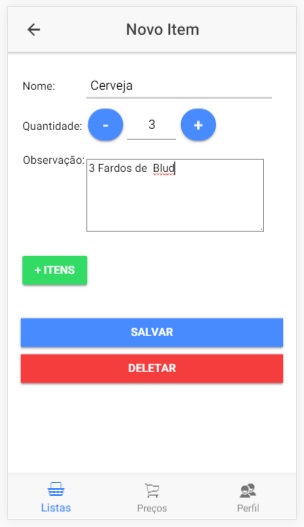 Novo Item
Nome: Cerveja
Quantidade: - 3 +
Observação: 3 Fardos de Blud
+ ITENS
SALVAR
DELETAR
Listas Preços Perfil